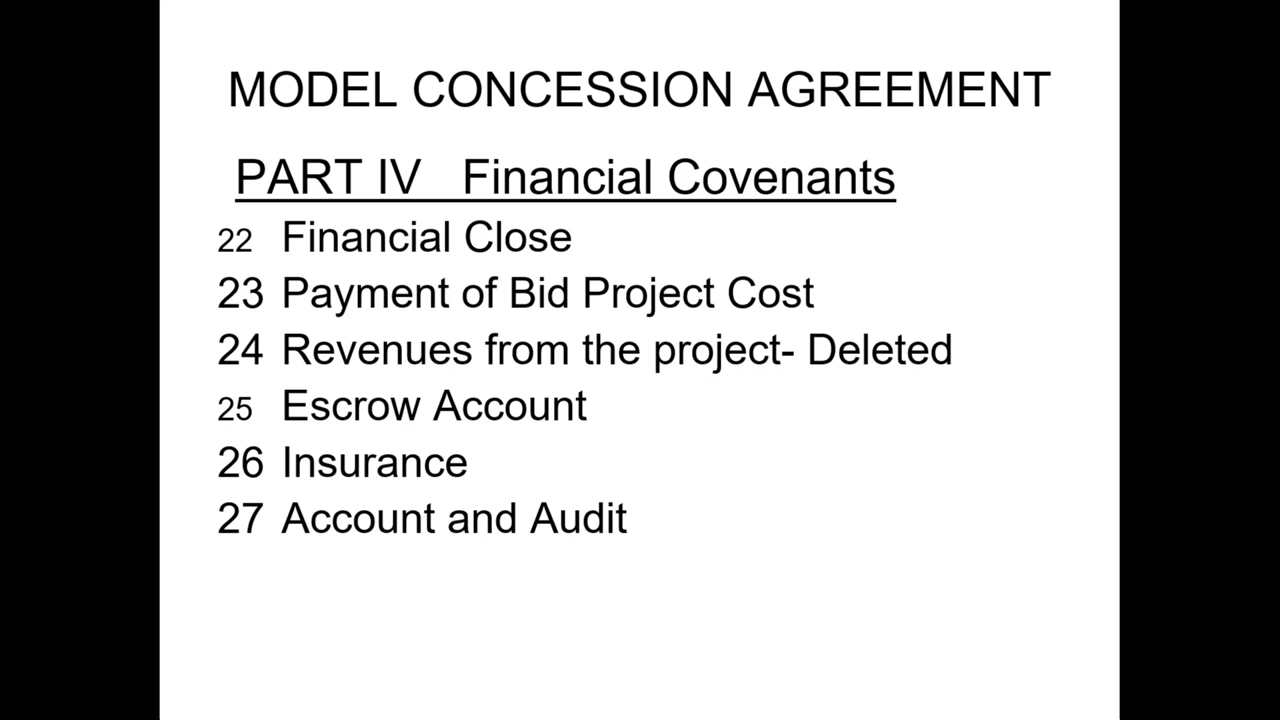 MODEL CONCESSION AGREEMENT
PART IV Financial Covenants
22 Financial Close
23 Payment of Bid Project Cost
24 Revenues from the project- Deleted
25 Escrow Account
26 Insurance
27 Account and Audit